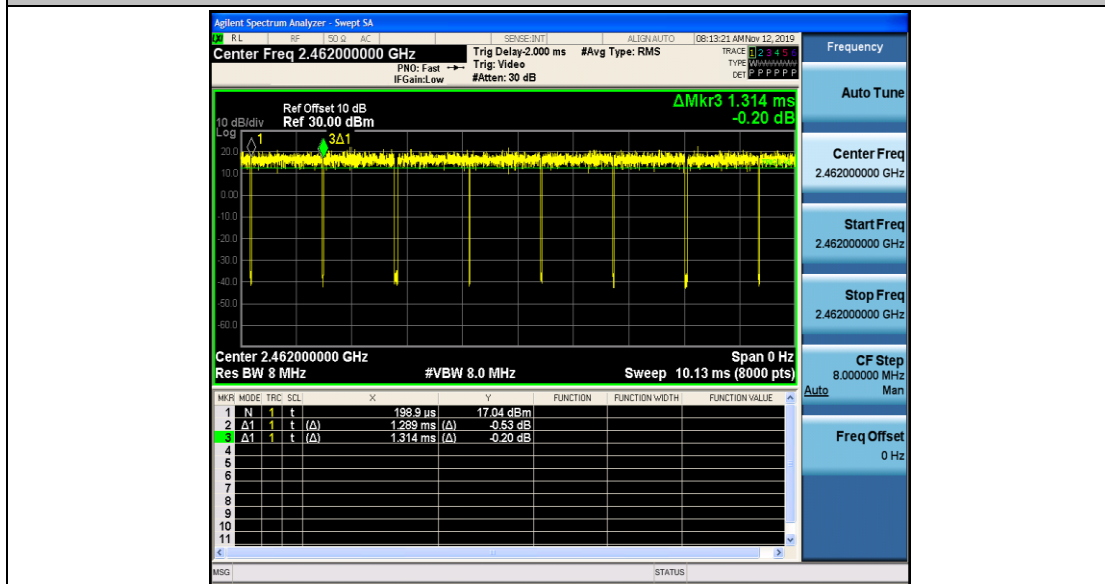 Agilent Spectrum Analyzer - Swept SA
RL RF 50 Ω AC SENSE:INT ALIGN AUTO 08:13:21 AM Nov 12, 2019
Center Freq 2.462000000 GHz
PNO: Fast
IFGain:Low
Trig Delay-2.000 ms
Trig: Video
#Atten: 30 dB
#Avg Type: RMS
TRACE 1 2 3 4 5 6
TYPE
DET P P P P P P
Frequency
Auto Tune
Center Freq
2.462000000 GHz
Start Freq
2.462000000 GHz
Stop Freq
2.462000000 GHz
CF Step
8.000000 MHz
Auto Man
Freq Offset
0 Hz
ΔMkr3 1.314 ms
-0.20 dB
Ref Offset 10 dB
10 dB/div Ref 30.00 dBm
Log
1 3Δ1
20.0
10.0
0.00
-10.0
-20.0
-30.0
-40.0
-50.0
-60.0
Center 2.462000000 GHz Span 0 Hz
Res BW 8 MHz #VBW 8.0 MHz Sweep 10.13 ms (8000 pts)
MKR MODE TRC SCL X Y FUNCTION FUNCTION WIDTH FUNCTION VALUE
1 N 1 t 198.9 µs 17.04 dBm
2 Δ1 1 t (Δ) 1.289 ms (Δ) -0.53 dB
3 Δ1 1 t (Δ) 1.314 ms (Δ) -0.20 dB
4
5
6
7
8
9
10
11
MSG STATUS